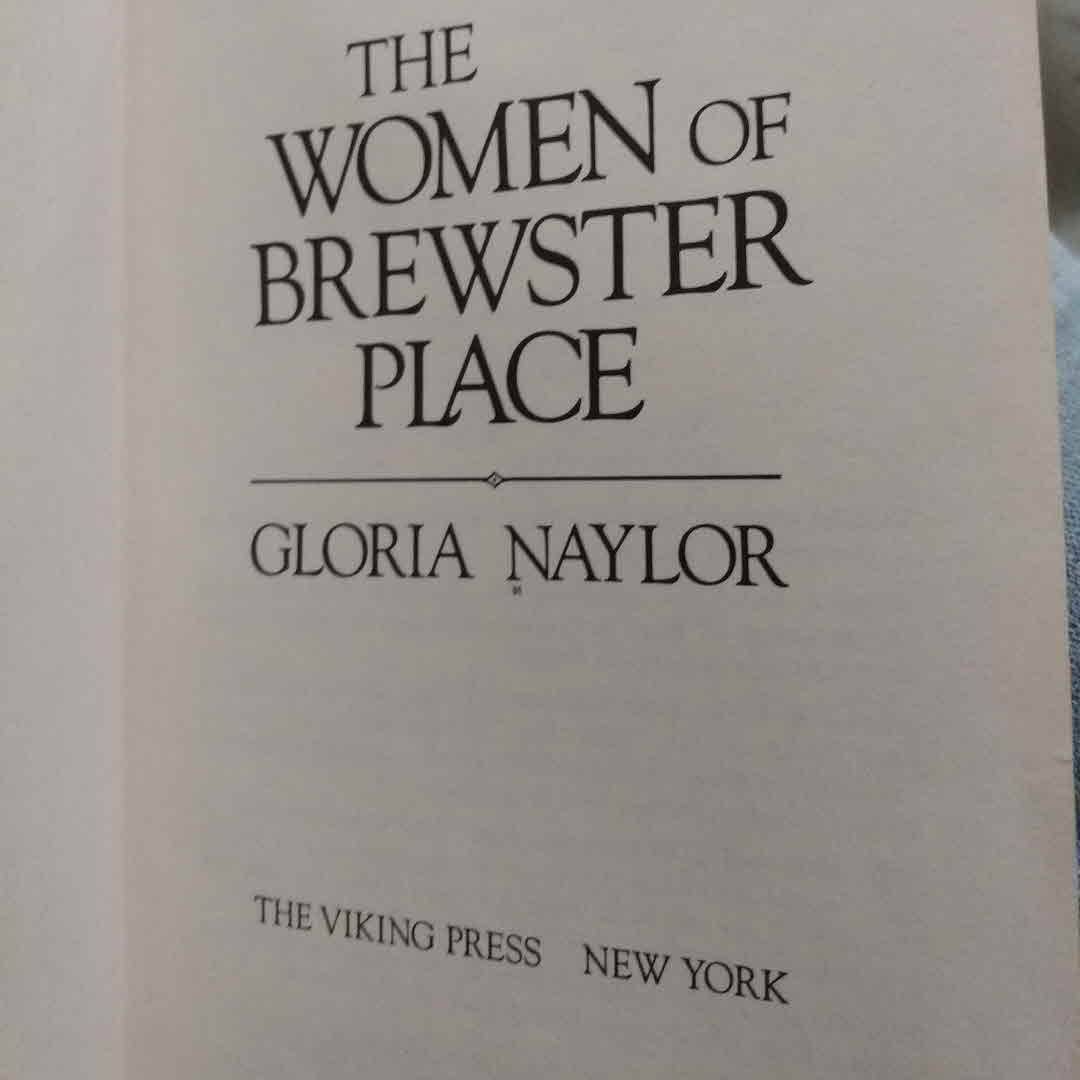 THE
WOMEN OF
BREWSTER
PLACE
GLORIA NAYLOR
THE VIKING PRESS NEW YORK